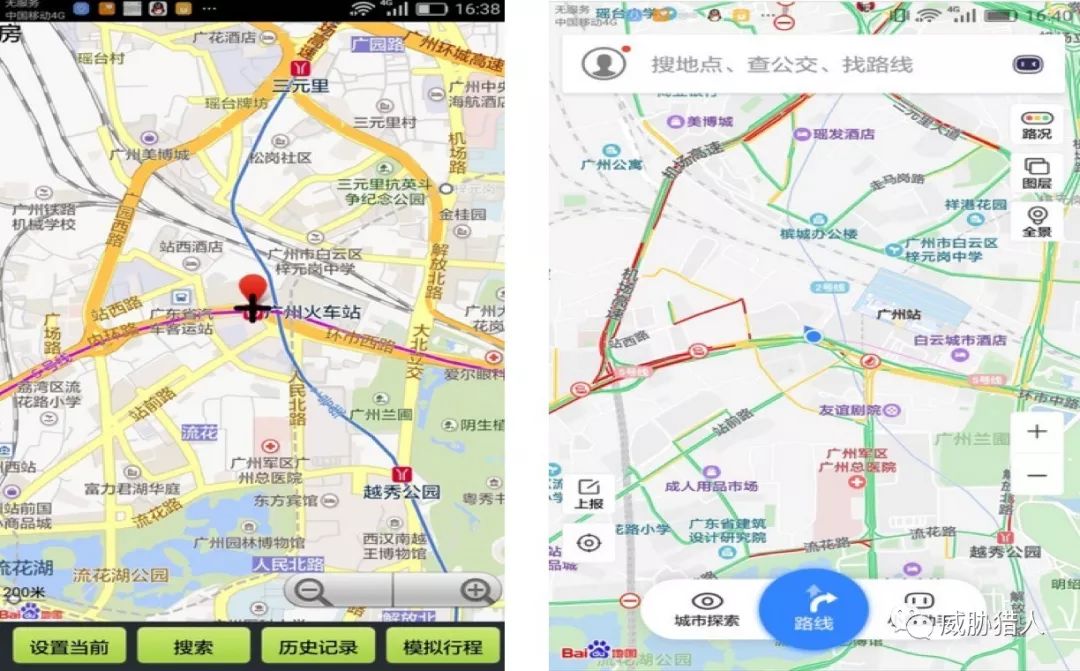 无服务
中国移动4G
16:38
房
广花酒店
瑶台村
广园路
广州环城高速
三元里
瑶台牌坊
三元里村
广州中央
海航酒店
机场路
广州美博城
松岗社区
三元里抗英斗
争纪念公园
梓元岗
金桂园
广州铁路
机械学校
广园西路
站西酒店
广州市白云区
梓元岗中学
解放北路
广东省汽
车客运站
广州火车站
站西路
内环路
广场路
环市西路
大北立交
5号线
爱尔眼科
荔湾区流
花路小学
站前路
人民北路
广州兰圃
流花
广州军区广
州总医院
富力君湖华庭
流花路
东方宾馆
越秀公园
粤秀
站前国
商品城
广州园林博物馆
西汉南越
王博物馆
人民北路
流花湖
流花湖公园
200米
Bai 地图
解放北
设置当前
搜索
历史记录
模拟行程
无服务
中国移动4G
瑶台小学
16:40
搜地点、查公交、找路线
美博城
瑶发酒店
三元里大道
路况
广州公寓
机场高速
走马岗路
图层
祥港花园
槟城办公楼
广州市白云区
梓元岗中学
全景
2号线
机场高速
广州站
站西路
白云城市酒店
5号线
5号线
环市中路
站前路
友谊剧院
广州兰圃
广州军区
广州总医院
成人用品市场
上报
解放北路
花路小学
广东省建筑
设计研究院
流花路
流花路
越秀公园
城市探索
路线
Bai 地图
流花湖公园
威胁猎人